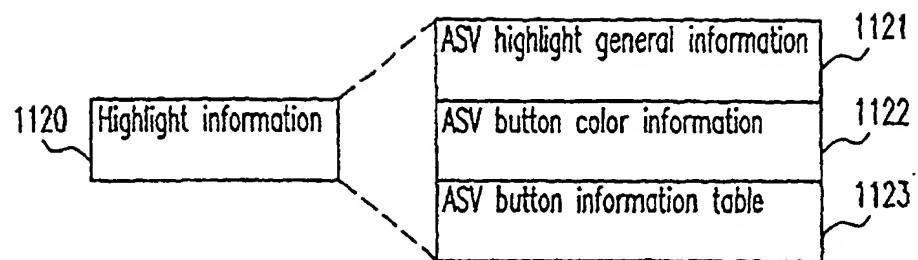 ASV highlight general information 1121
1120 Highlight information
ASV button color information 1122
ASV button information table 1123